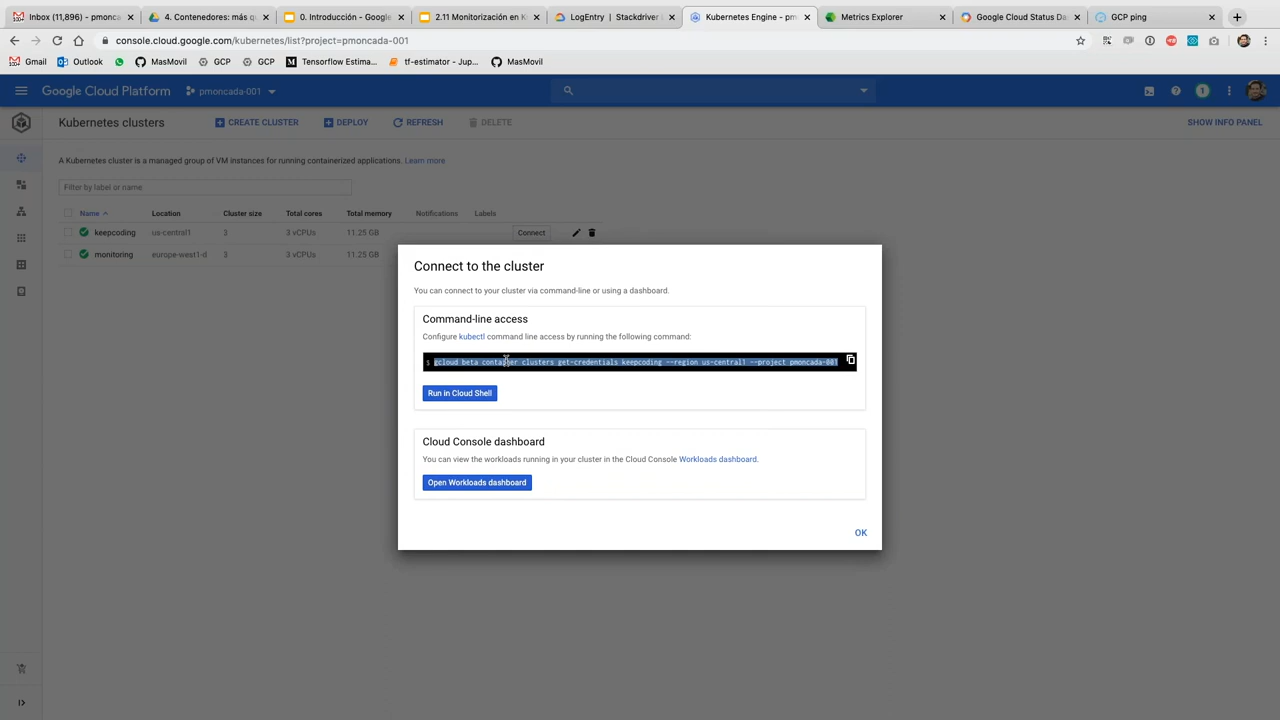 Inbox (11,896) - pmonca
4. Contenedores: más q
0. Introducción - Google
2.11 Monitorización en K
LogEntry | Stackdriver
Kubernetes Engine - pm
Metrics Explorer
Google Cloud Status Da
GCP ping
console.cloud.google.com/kubernetes/list?project=pmoncada-001
Gmail
Outlook
MasMovil
GCP
GCP
Tensorflow Estima...
tf-estimator - Jup...
MasMovil
Google Cloud Platform
pmoncada-001
1
Kubernetes clusters
CREATE CLUSTER
DEPLOY
REFRESH
DELETE
SHOW INFO PANEL
A Kubernetes cluster is a managed group of VM instances for running containerized applications. Learn more
Filter by label or name
Name Location Cluster size Total cores Total memory Notifications Labels
keepcoding us-central1 3 3 vCPUs 11.25 GB Connect
monitoring europe-west1-d 3 3 vCPUs 11.25 GB
Connect to the cluster
You can connect to your cluster via command-line or using a dashboard.
Command-line access
Configure kubectl command line access by running the following command:
$ gcloud beta container clusters get-credentials keepcoding --region us-central1 --project pmoncada-001
Run in Cloud Shell
Cloud Console dashboard
You can view the workloads running in your cluster in the Cloud Console Workloads dashboard.
Open Workloads dashboard
OK